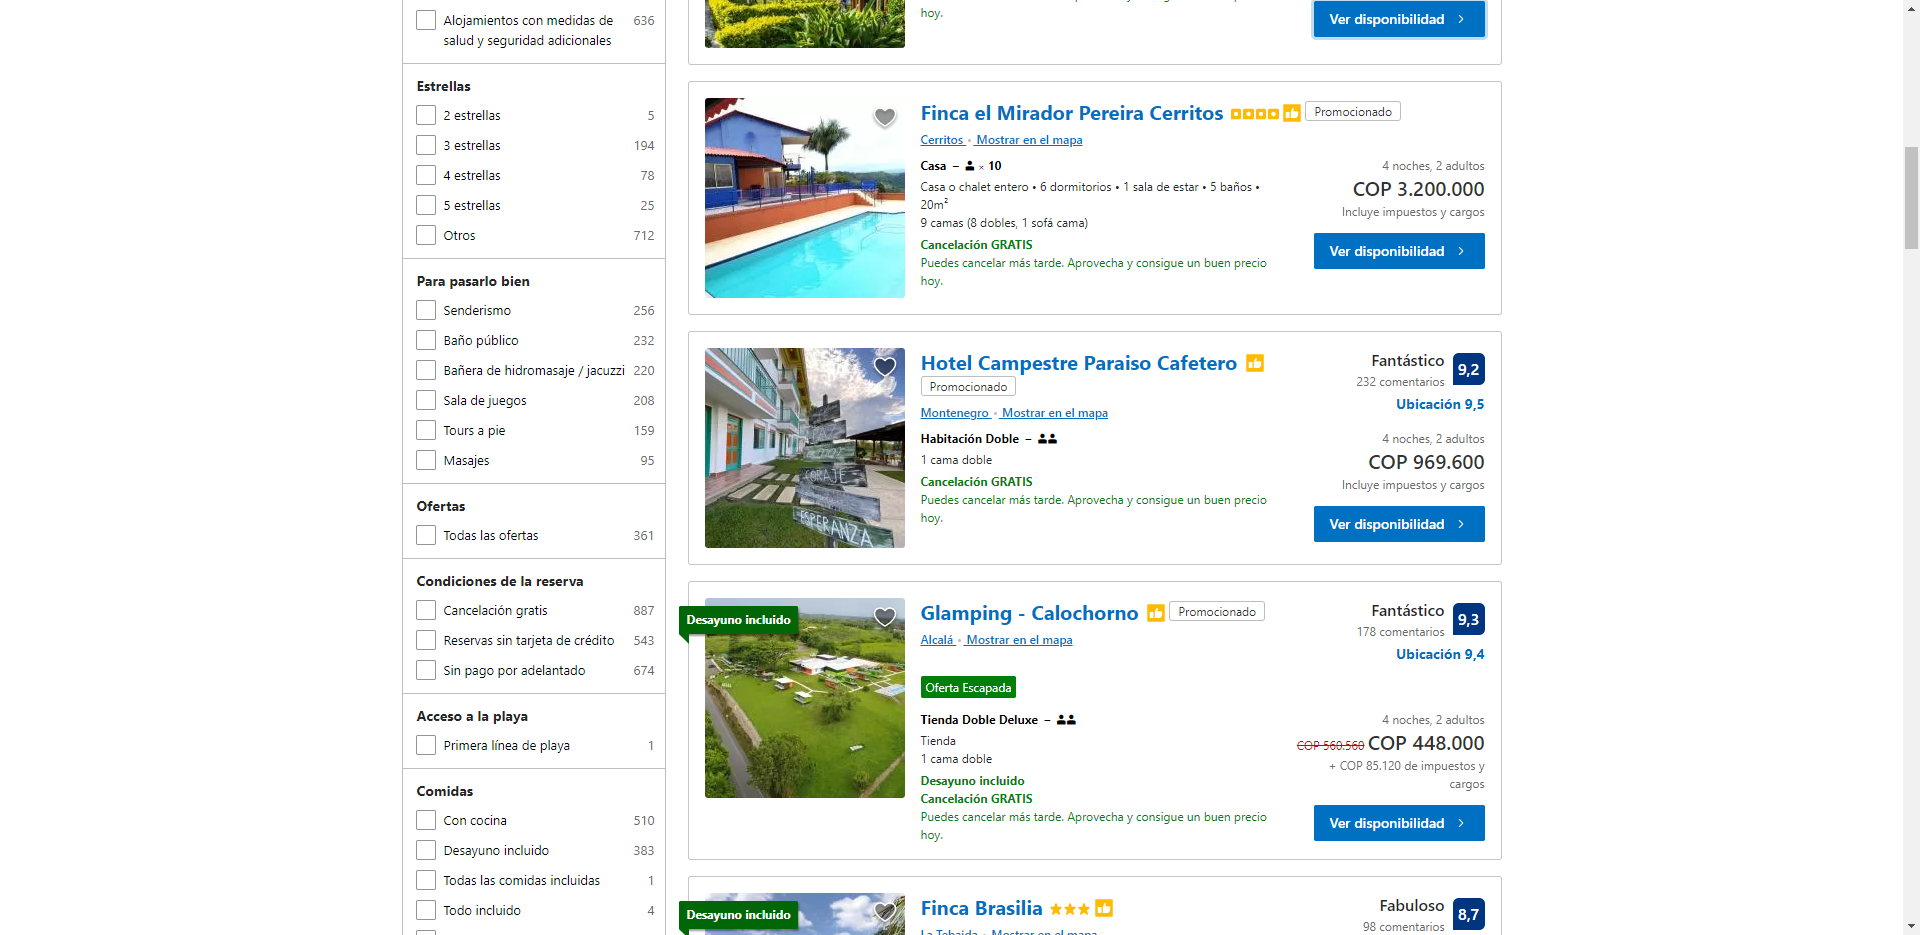 Alojamientos con medidas de
salud y seguridad adicionales
636
Estrellas
2 estrellas 5
3 estrellas 194
4 estrellas 78
5 estrellas 25
Otros 712
Para pasarlo bien
Senderismo 256
Baño público 232
Bañera de hidromasaje / jacuzzi 220
Sala de juegos 208
Tours a pie 159
Masajes 95
Ofertas
Todas las ofertas 361
Condiciones de la reserva
Cancelación gratis 887
Reservas sin tarjeta de crédito 543
Sin pago por adelantado 674
Acceso a la playa
Primera línea de playa 1
Comidas
Con cocina 510
Desayuno incluido 383
Todas las comidas incluidas 1
Todo incluido 4
hoy.
Ver disponibilidad
Finca el Mirador Pereira Cerritos Promocionado
Cerritos • Mostrar en el mapa
Casa – × 10
Casa o chalet entero • 6 dormitorios • 1 sala de estar • 5 baños •
20m²
9 camas (8 dobles, 1 sofá cama)
Cancelación GRATIS
Puedes cancelar más tarde. Aprovecha y consigue un buen precio
hoy.
4 noches, 2 adultos
COP 3.200.000
Incluye impuestos y cargos
Ver disponibilidad
CORAJE
ESPERANZA
Hotel Campestre Paraiso Cafetero
Promocionado
Montenegro • Mostrar en el mapa
Habitación Doble –
1 cama doble
Cancelación GRATIS
Puedes cancelar más tarde. Aprovecha y consigue un buen precio
hoy.
Fantástico 9,2
232 comentarios
Ubicación 9,5
4 noches, 2 adultos
COP 969.600
Incluye impuestos y cargos
Ver disponibilidad
Desayuno incluido
Glamping - Calochorno Promocionado
Alcalá • Mostrar en el mapa
Oferta Escapada
Tienda Doble Deluxe –
Tienda
1 cama doble
Desayuno incluido
Cancelación GRATIS
Puedes cancelar más tarde. Aprovecha y consigue un buen precio
hoy.
Fantástico 9,3
178 comentarios
Ubicación 9,4
4 noches, 2 adultos
COP 560.560 COP 448.000
+ COP 85.120 de impuestos y
cargos
Ver disponibilidad
Desayuno incluido
Finca Brasilia
La Tebaida • Mostrar en el mapa
Fabuloso 8,7
98 comentarios